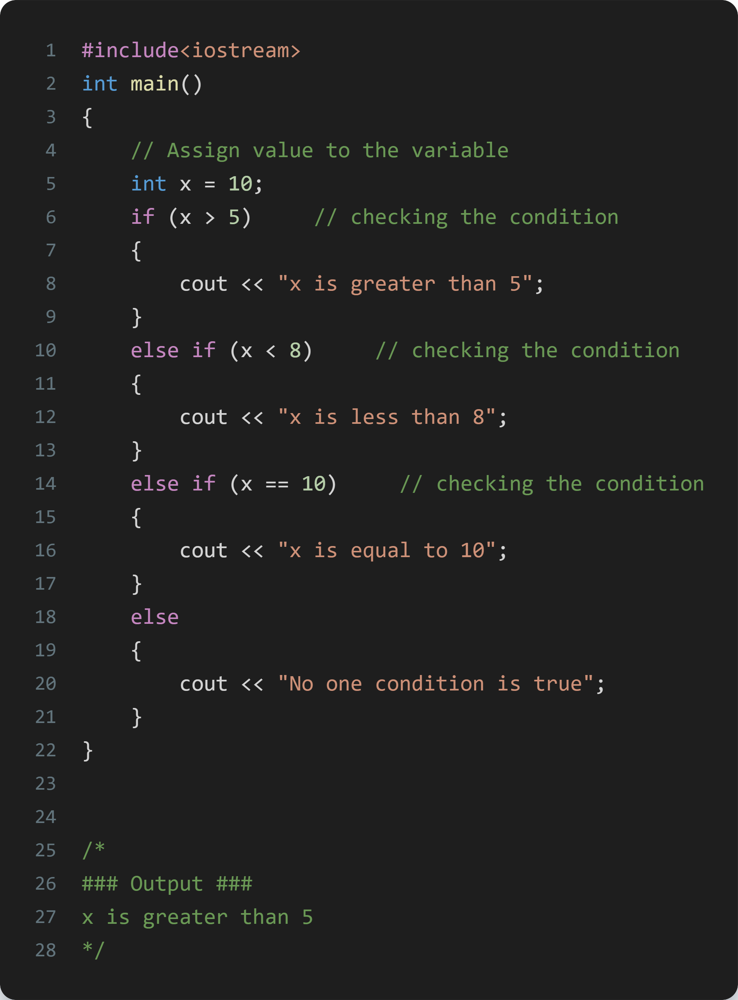 1 #include<iostream>
2 int main()
3 {
4     // Assign value to the variable
5     int x = 10;
6     if (x > 5)     // checking the condition
7     {
8         cout << "x is greater than 5";
9     }
10     else if (x < 8)     // checking the condition
11     {
12         cout << "x is less than 8";
13     }
14     else if (x == 10)     // checking the condition
15     {
16         cout << "x is equal to 10";
17     }
18     else
19     {
20         cout << "No one condition is true";
21     }
22 }
23
24
25 /*
26 ### Output ###
27 x is greater than 5
28 */